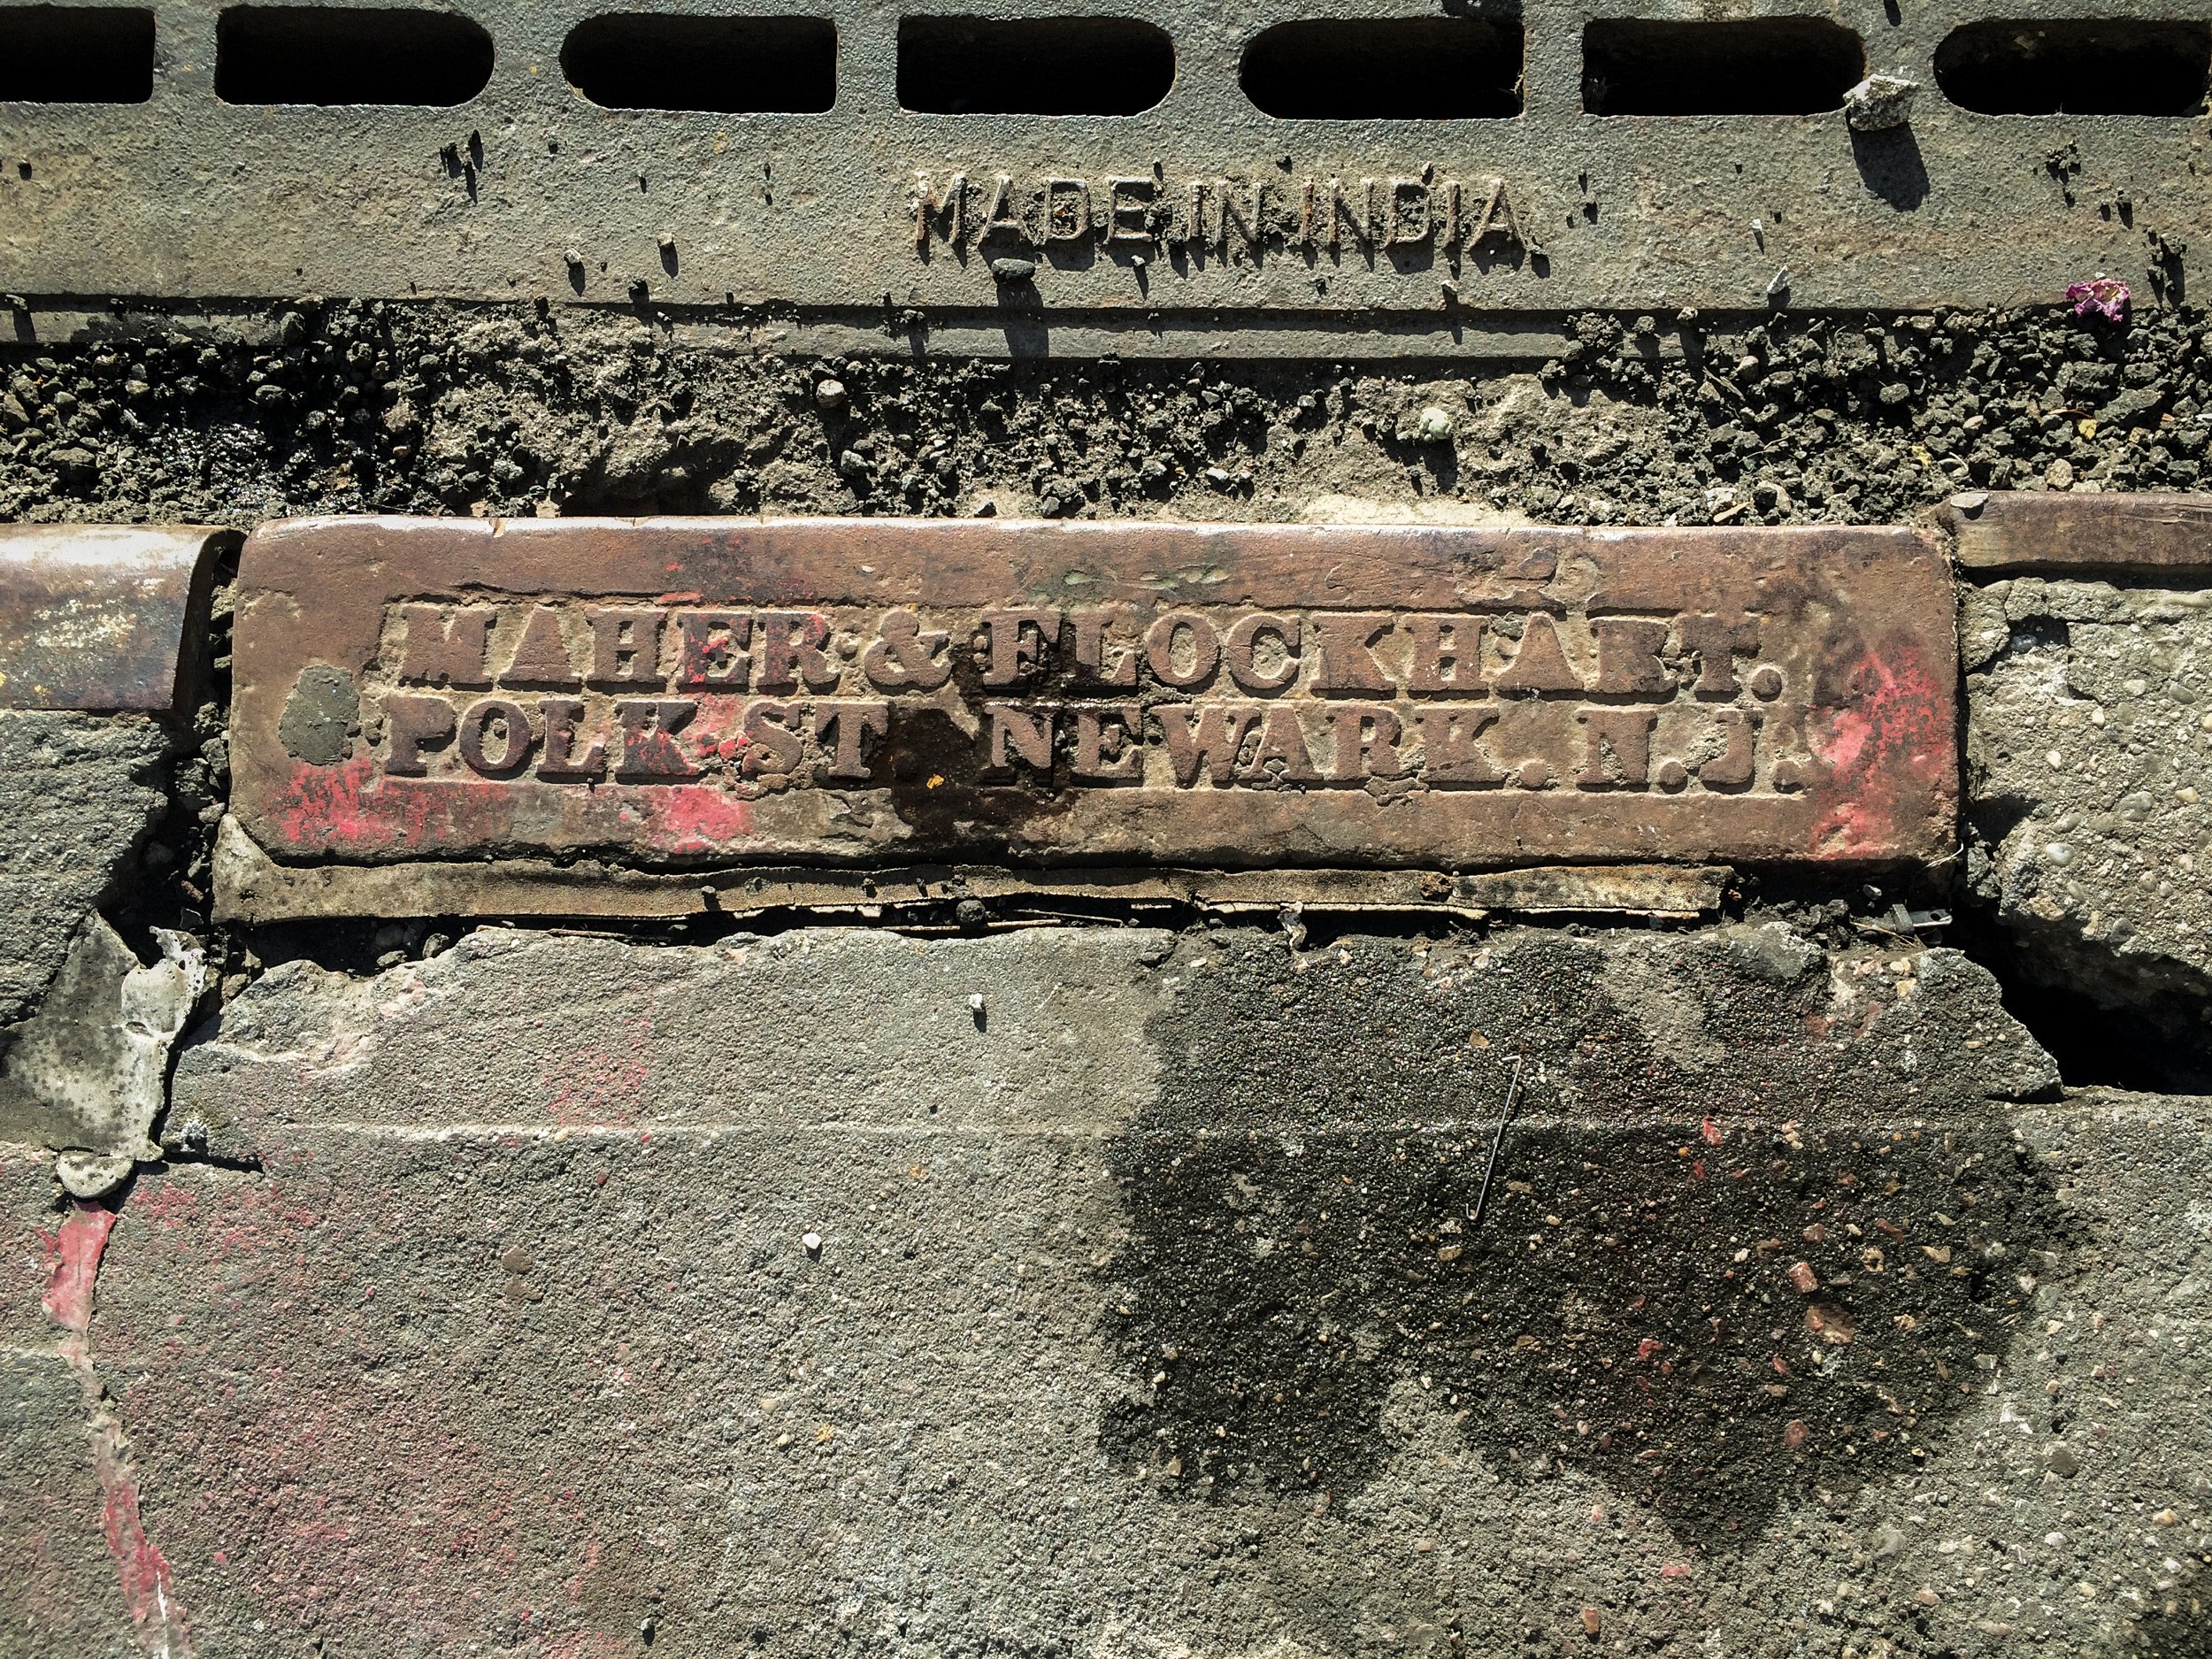 MADE IN INDIA
MAHER & FLOCKHART.
POLK ST. NEWARK. N.J.